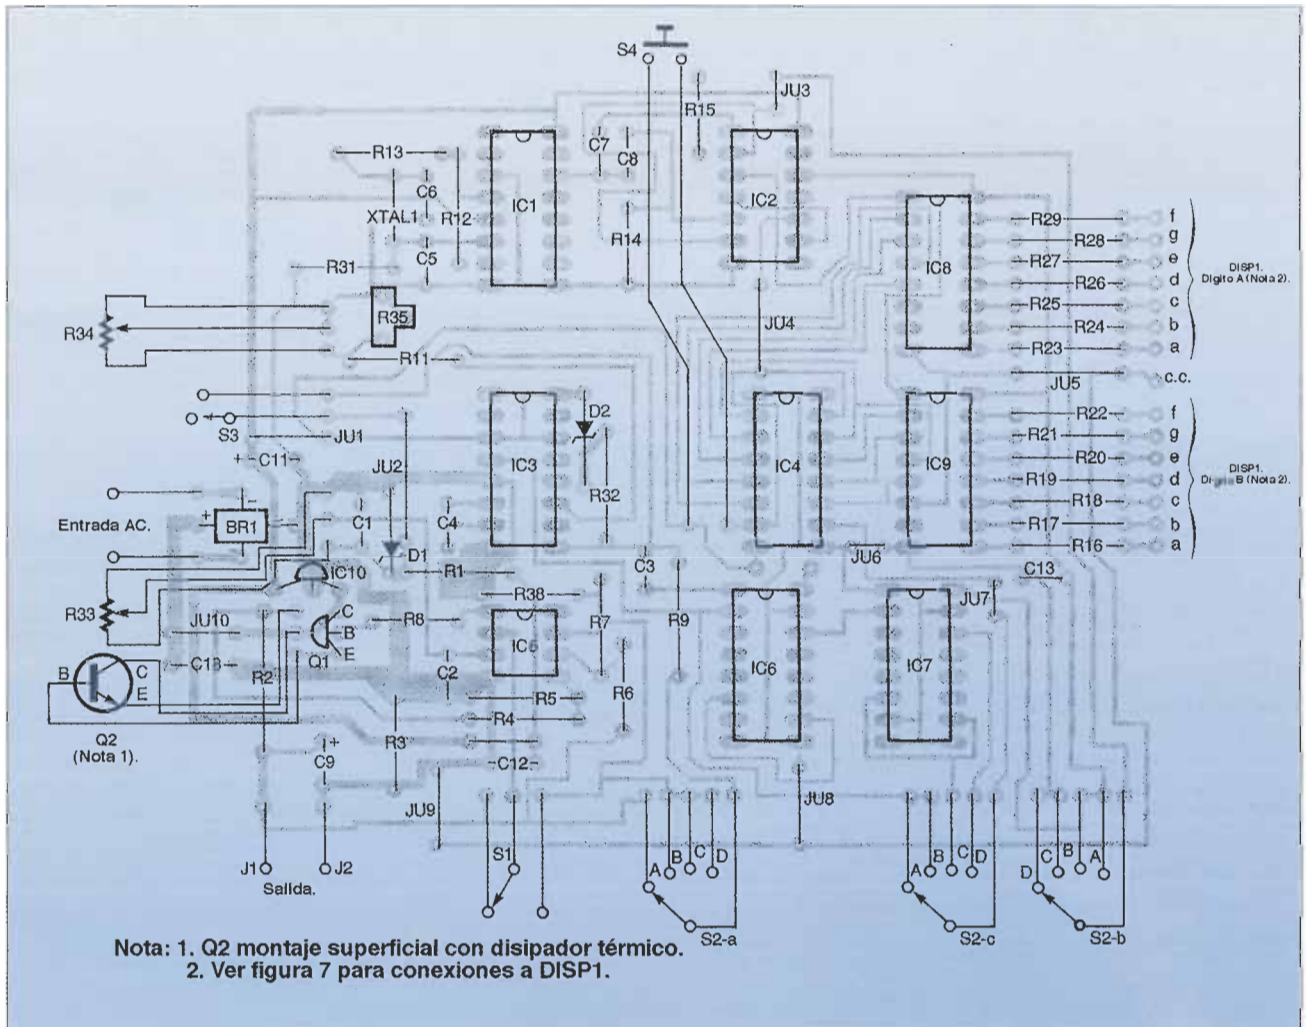 S4
JU3
R15
R13
C7
C8
C6
IC1
IC2
XTAL1
R12
R29
f
R14
R28
g
C5
IC8
R27
e
R31
R26
d
DISP1.
Digito A (Nota 2).
R25
c
R35
JU4
R24
b
R34
R23
a
R11
JU5
c.c.
D2
R22
f
S3
JU1
R21
g
+
C11
JU2
IC3
IC4
IC9
R20
e
DISP1.
Digito B (Nota 2).
R19
d
R32
R18
c
Entrada AC.
+
-
BR1
C1
C4
R17
b
D1
JU6
R16
a
IC10
R1
C3
C13
R38
JU7
R33
JU10
C
B
E
R8
R7
R9
IC5
Q1
IC6
IC7
C13
R2
C2
B
C
E
R5
R6
R4
Q2
(Nota 1).
+
C9
R3
C12
JU9
JU8
J1
J2
Salida.
S1
A
B
C
D
A
B
C
D
D
C
B
A
S2-a
S2-c
S2-b
Nota: 1. Q2 montaje superficial con disipador térmico.
2. Ver figura 7 para conexiones a DISP1.